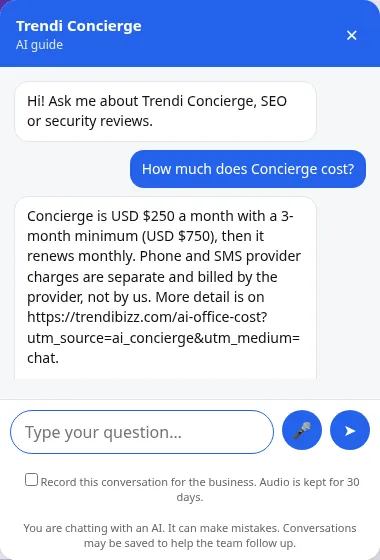 Trendi Concierge
AI guide
Hi! Ask me about Trendi Concierge, SEO
or security reviews.
How much does Concierge cost?
Concierge is USD $250 a month with a 3-
month minimum (USD $750), then it
renews monthly. Phone and SMS provider
charges are separate and billed by the
provider, not by us. More detail is on
https://trendibizz.com/ai-office-cost?
utm_source=ai_concierge&utm_medium=
chat.
Type your question...
Record this conversation for the business. Audio is kept for 30
days.
You are chatting with an AI. It can make mistakes. Conversations
may be saved to help the team follow up.